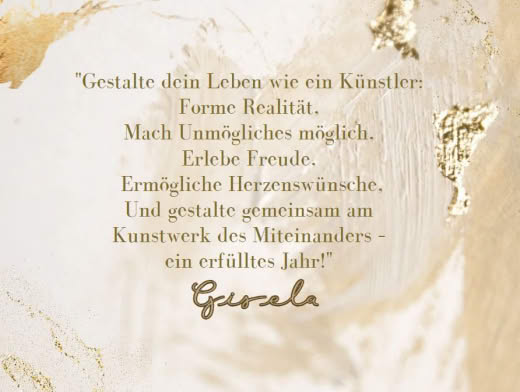 "Gestalte dein Leben wie ein Künstler:
Forme Realität,
Mach Unmögliches möglich,
Erlebe Freude,
Ermögliche Herzenswünsche,
Und gestalte gemeinsam am
Kunstwerk des Miteinanders -
ein erfülltes Jahr!"
Gisela